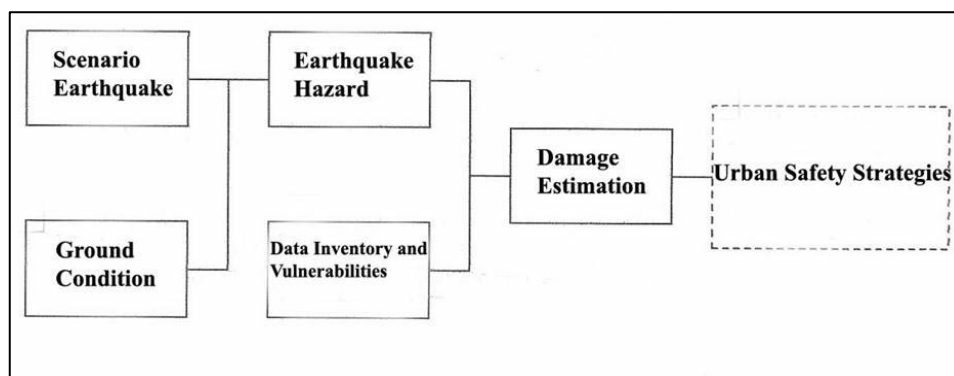 Scenario
Earthquake
Earthquake
Hazard
Damage
Estimation
Urban Safety Strategies
Ground
Condition
Data Inventory and
Vulnerabilities